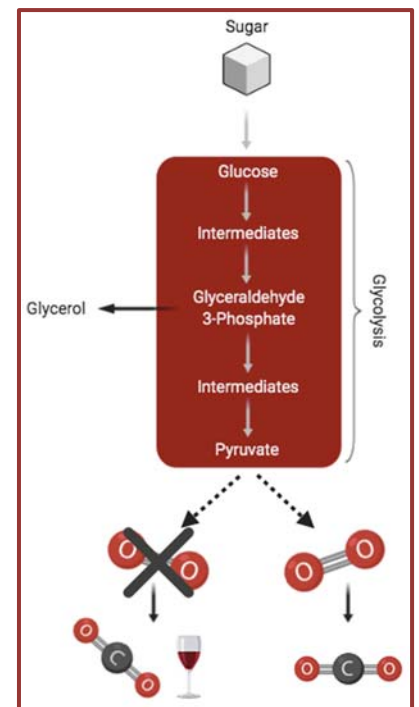 Sugar
Glucose
Intermediates
Glyceraldehyde
3-Phosphate
Glycerol
Glycolysis
Intermediates
Pyruvate
O O
O O
O C O
O C O